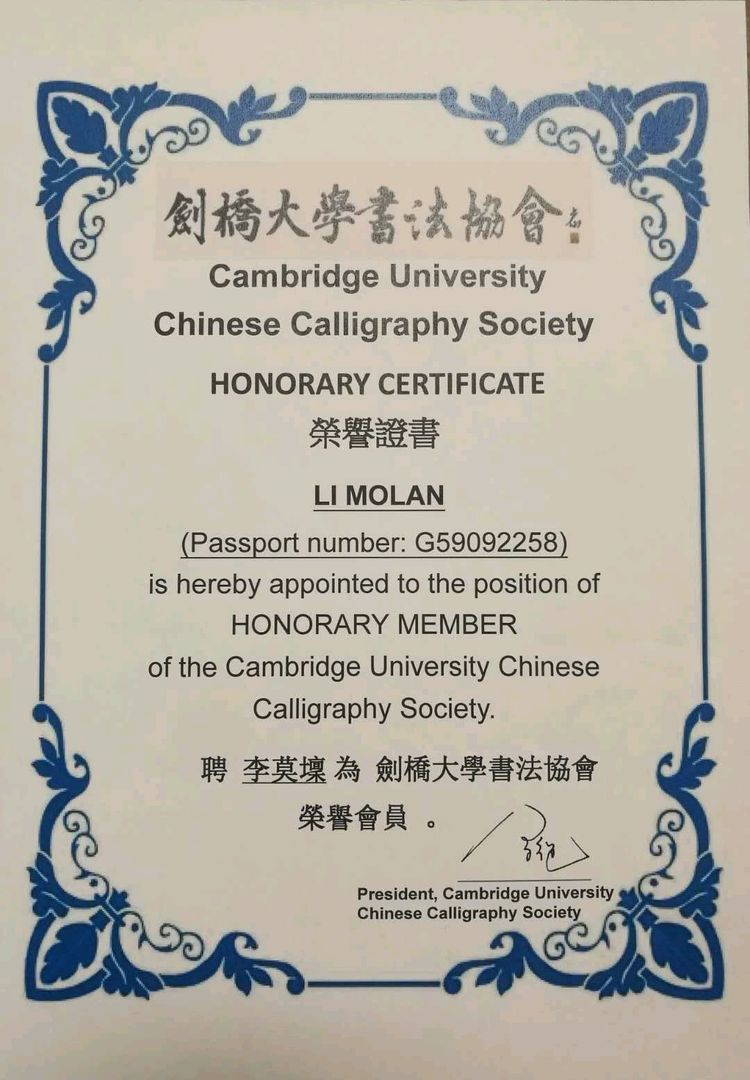 劍橋大學書法協會
Cambridge University
Chinese Calligraphy Society
HONORARY CERTIFICATE
榮譽證書
LI MOLAN
(Passport number: G59092258)
is hereby appointed to the position of
HONORARY MEMBER
of the Cambridge University Chinese
Calligraphy Society.
聘 李莫壈 為 劍橋大學書法協會
榮譽會員 。
President, Cambridge University
Chinese Calligraphy Society